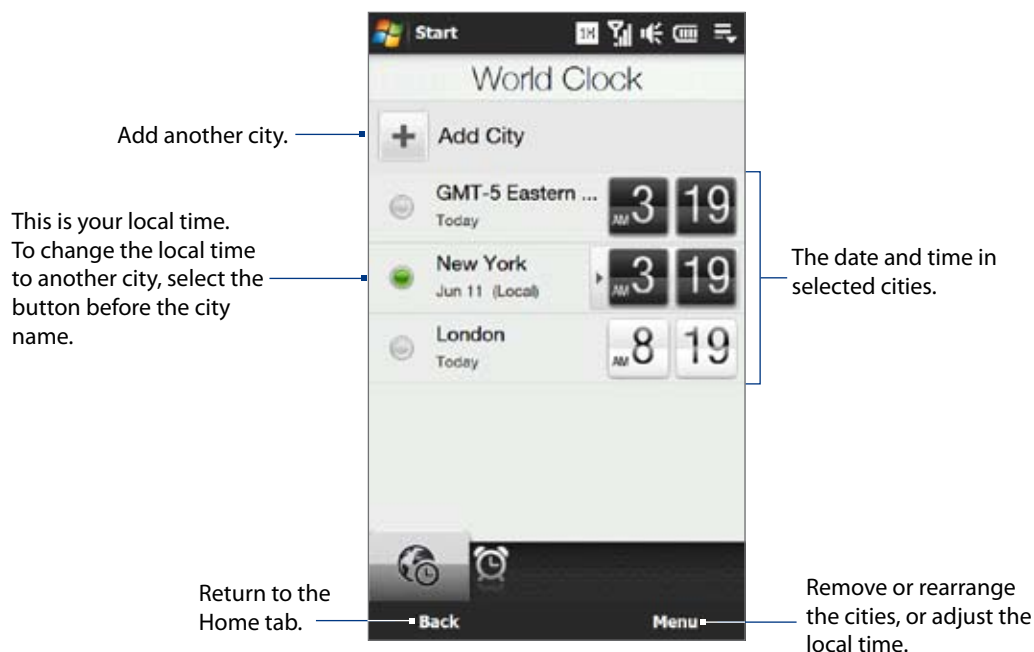 Start
1X
World Clock
Add another city.
Add City
GMT-5 Eastern ...
Today
AM 3 19
This is your local time.
To change the local time
to another city, select the
button before the city
name.
New York
Jun 11 (Local)
AM 3 19
The date and time in
selected cities.
London
Today
AM 8 19
Return to the
Home tab.
Back
Menu
Remove or rearrange
the cities, or adjust the
local time.